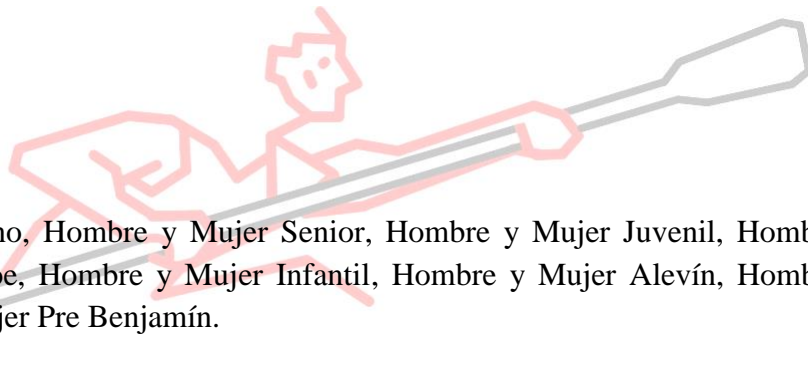 no, Hombre y Mujer Senior, Hombre y Mujer Juvenil, Homb
be, Hombre y Mujer Infantil, Hombre y Mujer Alevín, Homb
jer Pre Benjamín.